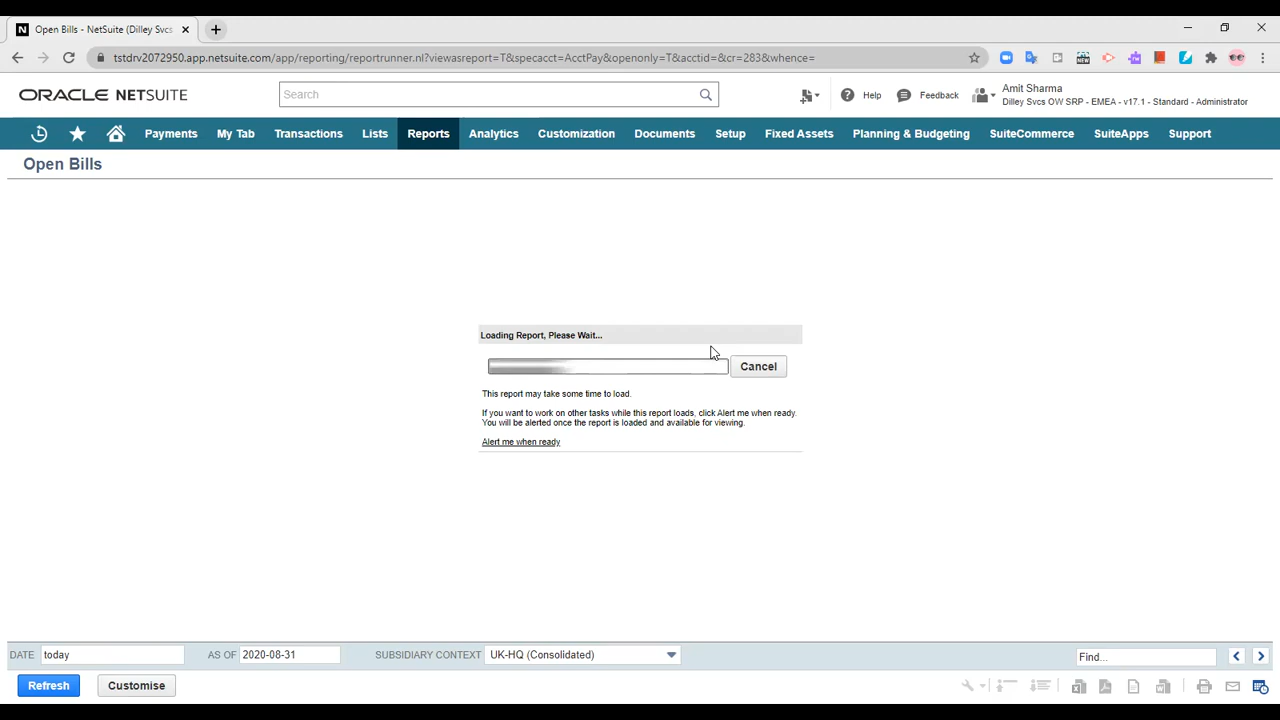 Open Bills - NetSuite (Dilley Svcs
tstdrv2072950.app.netsuite.com/app/reporting/reportrunner.nl?viewreport=T&specacct=AcctPay&openonly=T&acctid=&cr=283&whence=
ORACLE NETSUITE
Search
Help
Feedback
Amit Sharma
Dilley Svcs OW SRP - EMEA - v17.1 - Standard - Administrator
Payments My Tab Transactions Lists Reports Analytics Customization Documents Setup Fixed Assets Planning & Budgeting SuiteCommerce SuiteApps Support
Open Bills
Loading Report, Please Wait...
Cancel
This report may take some time to load.
If you want to work on other tasks while this report loads, click Alert me when ready.
You will be alerted once the report is loaded and available for viewing.
Alert me when ready
DATE today AS OF 2020-08-31 SUBSIDIARY CONTEXT UK-HQ (Consolidated) Find...
Refresh Customise